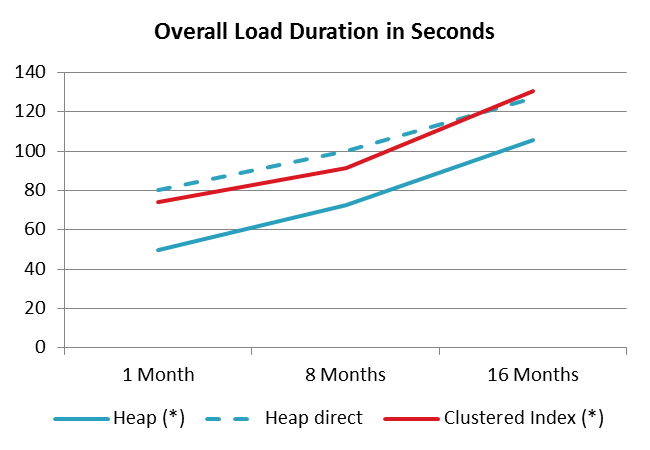 Overall Load Duration in Seconds
140
120
100
80
60
40
20
0
1 Month 8 Months 16 Months
Heap (*) Heap direct Clustered Index (*)